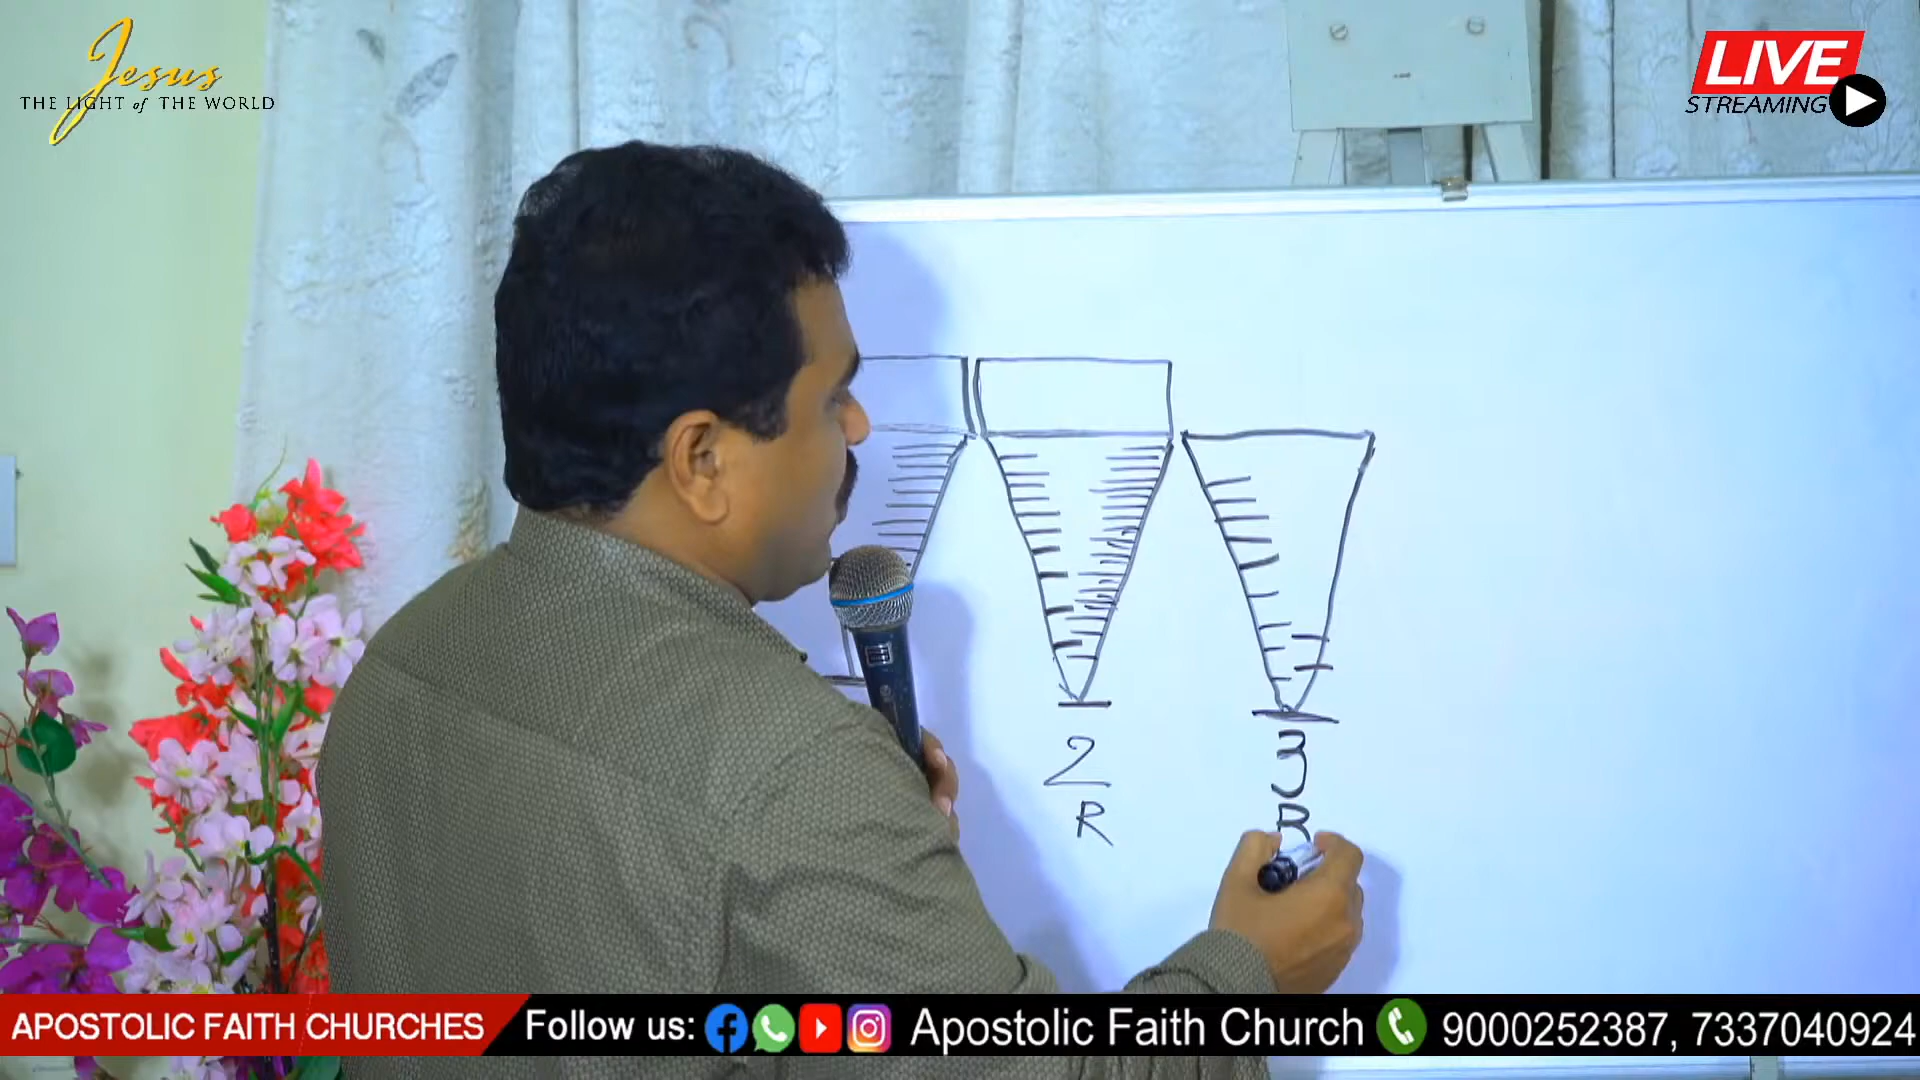 Jesus
THE LIGHT of THE WORLD
LIVE
STREAMING
2
R
3
R
APOSTOLIC FAITH CHURCHES
Follow us:
Apostolic Faith Church
9000252387, 7337040924